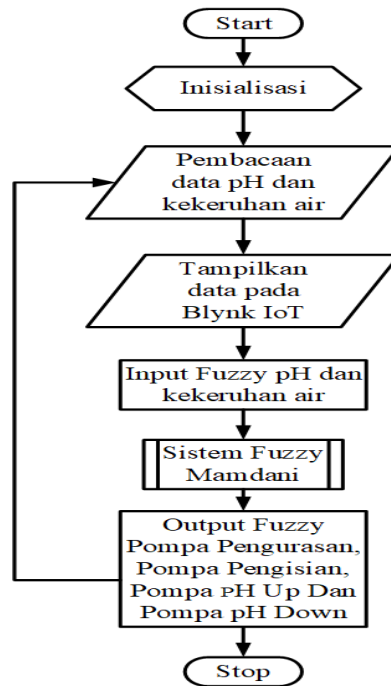 Start
Inisialisasi
Pembacaan
data pH dan
kekeruhan air
Tampilkan
data pada
Blynk IoT
Input Fuzzy pH dan
kekeruhan air
Sistem Fuzzy
Mamdani
Output Fuzzy
Pompa Pengurasan,
Pompa Pengisian,
Pompa pH Up Dan
Pompa pH Down
Stop